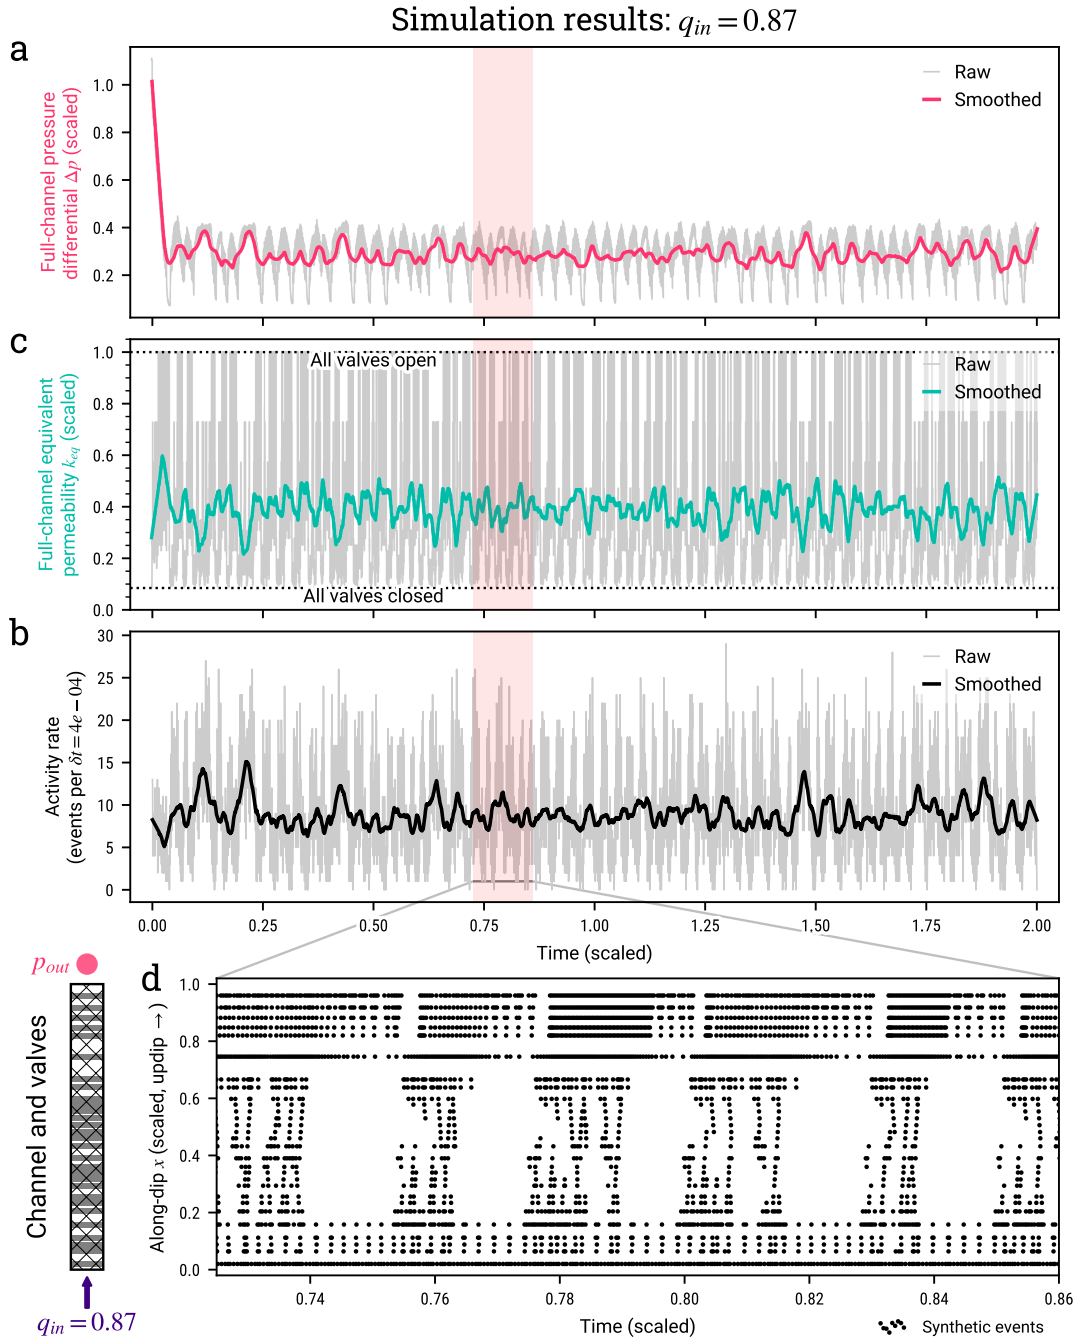 Simulation results: q_in = 0.87
a
Full-channel pressure
differential Δp (scaled)
1.0
0.8
0.6
0.4
0.2
Raw
Smoothed
c
Full-channel equivalent
permeability k_eq (scaled)
1.0
0.8
0.6
0.4
0.2
0.0
All valves open
All valves closed
Raw
Smoothed
b
Activity rate
(events per δt = 4e − 04)
30
25
20
15
10
5
0
Raw
Smoothed
0.00 0.25 0.50 0.75 1.00 1.25 1.50 1.75 2.00
Time (scaled)
p_out
Channel and valves
q_in = 0.87
d
Along-dip x (scaled, updip →)
1.0
0.8
0.6
0.4
0.2
0.0
0.74 0.76 0.78 0.80 0.82 0.84 0.86
Time (scaled)
Synthetic events